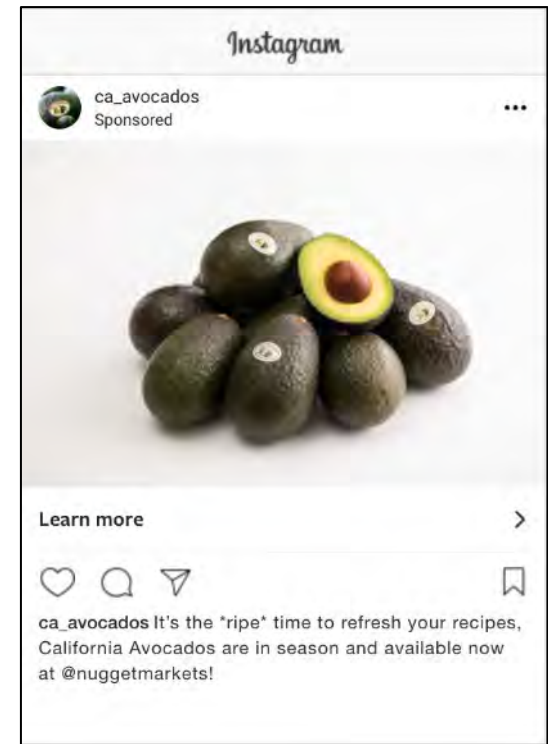 Instagram
ca_avocados
Sponsored
Learn more
ca_avocados It's the *ripe* time to refresh your recipes,
California Avocados are in season and available now
at @nuggetmarkets!